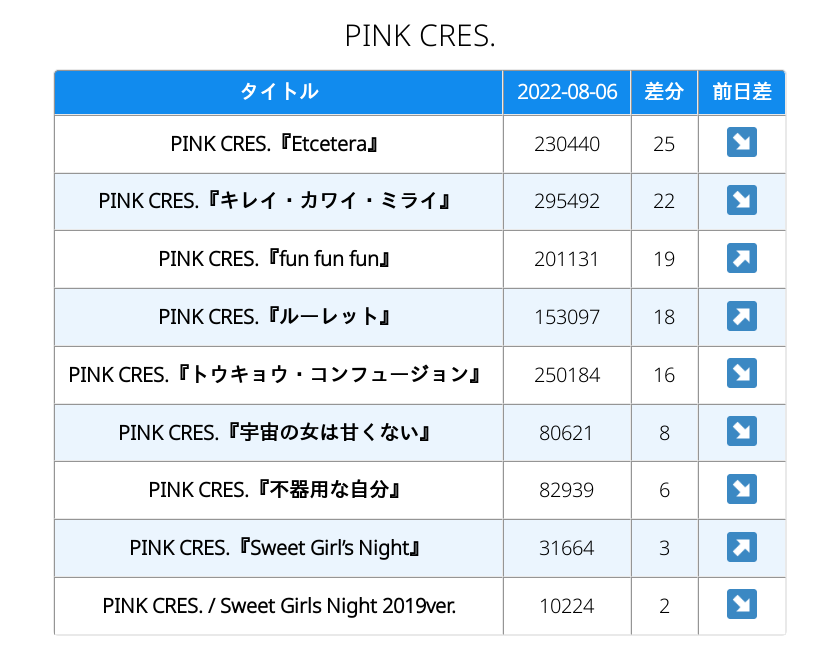 PINK CRES.
タイトル 2022-08-06 差分 前日差
PINK CRES.『Etcetera』 230440 25 ↘
PINK CRES.『キレイ・カワイ・ミライ』 295492 22 ↘
PINK CRES.『fun fun fun』 201131 19 ↗
PINK CRES.『ルーレット』 153097 18 ↗
PINK CRES.『トウキョウ・コンフュージョン』 250184 16 ↘
PINK CRES.『宇宙の女は甘くない』 80621 8 ↘
PINK CRES.『不器用な自分』 82939 6 ↘
PINK CRES.『Sweet Girl’s Night』 31664 3 ↗
PINK CRES. / Sweet Girls Night 2019ver. 10224 2 ↘